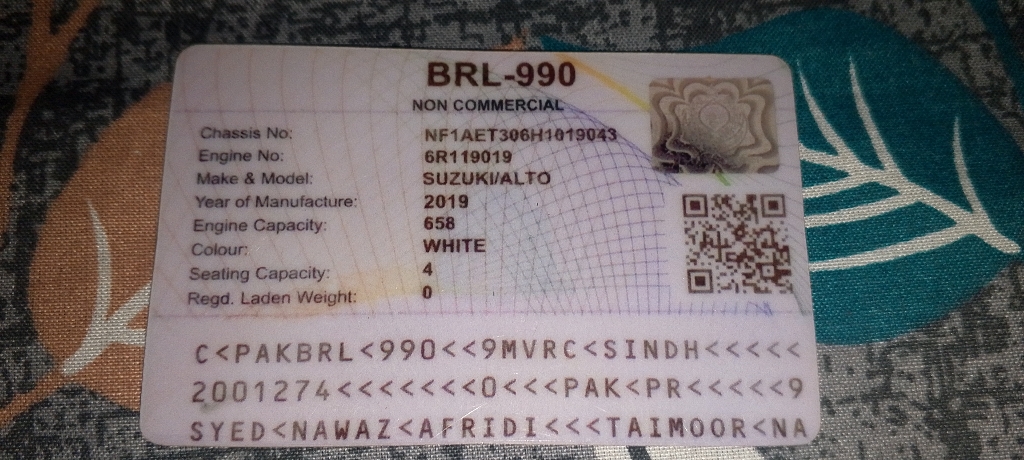 BRL-990
NON COMMERCIAL
Chassis No: NF1AET306H1019043
Engine No: 6R119019
Make & Model: SUZUKI/ALTO
Year of Manufacture: 2019
Engine Capacity: 658
Colour: WHITE
Seating Capacity: 4
Regd. Laden Weight: 0
C<PAKBRL<990<<9MVRC<SINDH<<<<<
2001274<<<<<<<0<<<PAK<PR<<<<<9
SYED<NAWAZ<AFRIDI<<<TAIMOOR<NA